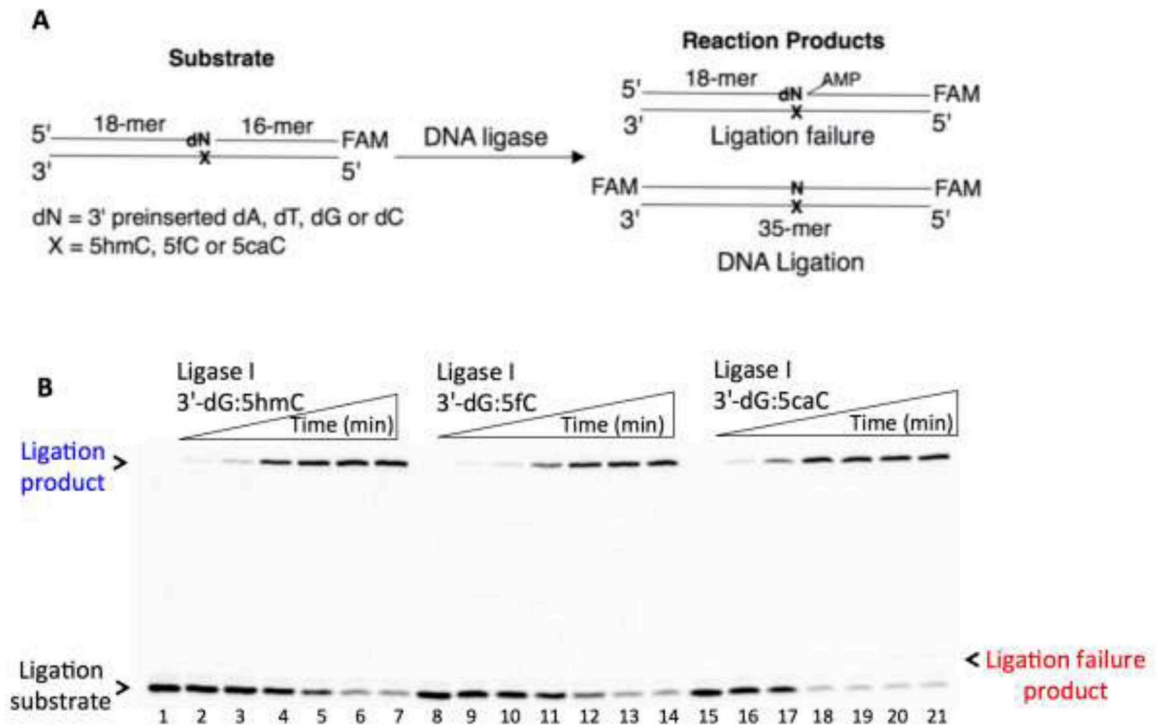 A
Substrate
5' 18-mer dN 16-mer FAM
3' X 5'
dN = 3' preinserted dA, dT, dG or dC
X = 5hmC, 5fC or 5caC
DNA ligase
Reaction Products
5' 18-mer dN AMP FAM
3' X 5'
Ligation failure
FAM N FAM
3' X 5'
35-mer
DNA Ligation
B
Ligase I
3'-dG:5hmC
Time (min)
Ligase I
3'-dG:5fC
Time (min)
Ligase I
3'-dG:5caC
Time (min)
Ligation
product
Ligation
substrate
Ligation failure
product
1 2 3 4 5 6 7 8 9 10 11 12 13 14 15 16 17 18 19 20 21